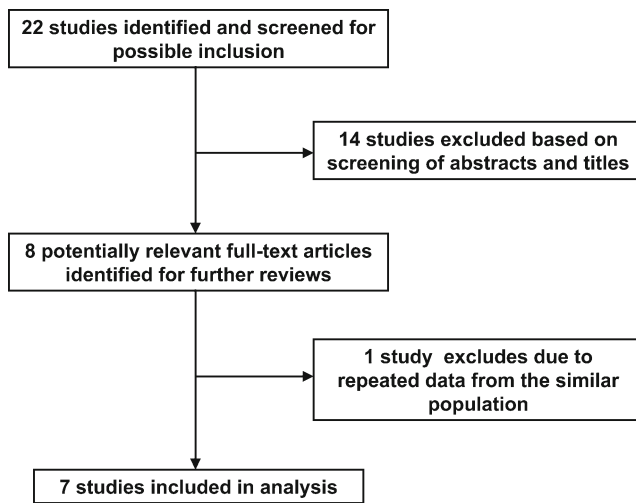 22 studies identified and screened for
possible inclusion
14 studies excluded based on
screening of abstracts and titles
8 potentially relevant full-text articles
identified for further reviews
1 study excludes due to
repeated data from the similar
population
7 studies included in analysis